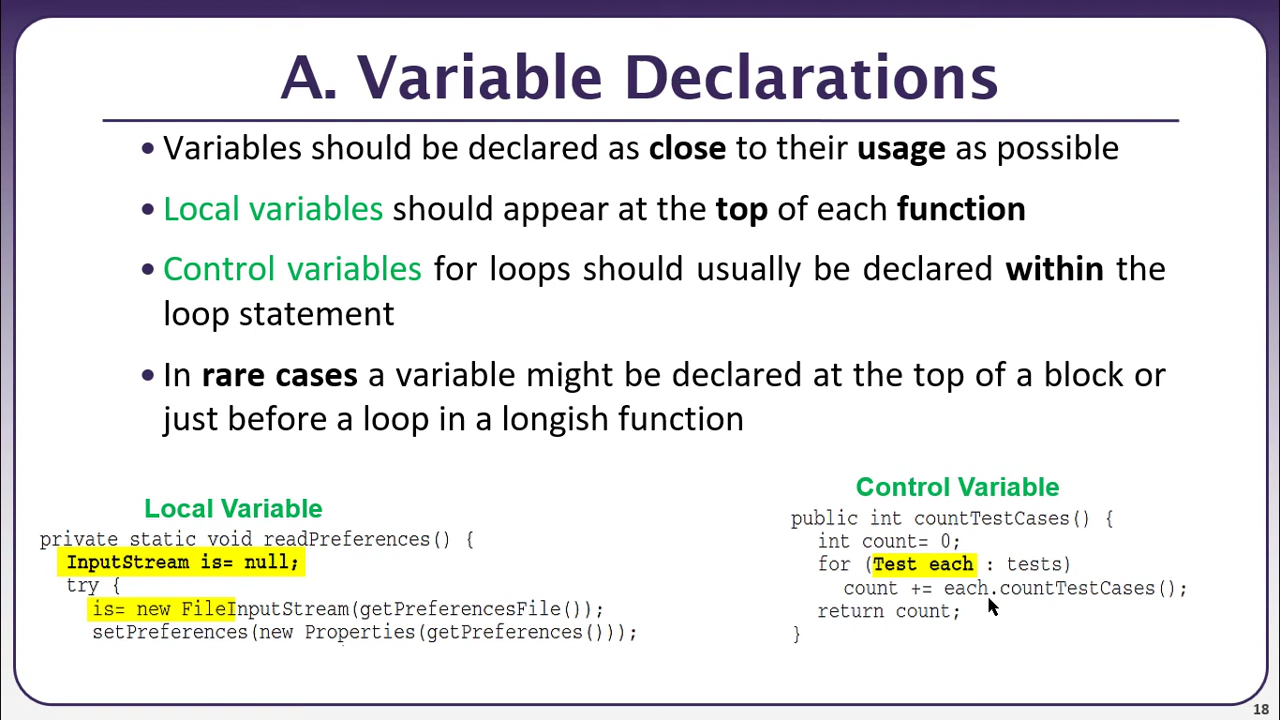 A. Variable Declarations
• Variables should be declared as close to their usage as possible
• Local variables should appear at the top of each function
• Control variables for loops should usually be declared within the
loop statement
• In rare cases a variable might be declared at the top of a block or
just before a loop in a longish function
Local Variable
private static void readPreferences() {
InputStream is= null;
try {
is= new FileInputStream(getPreferencesFile());
setPreferences(new Properties(getPreferences()));
Control Variable
public int countTestCases() {
int count= 0;
for (Test each : tests)
count += each.countTestCases();
return count;
}
18